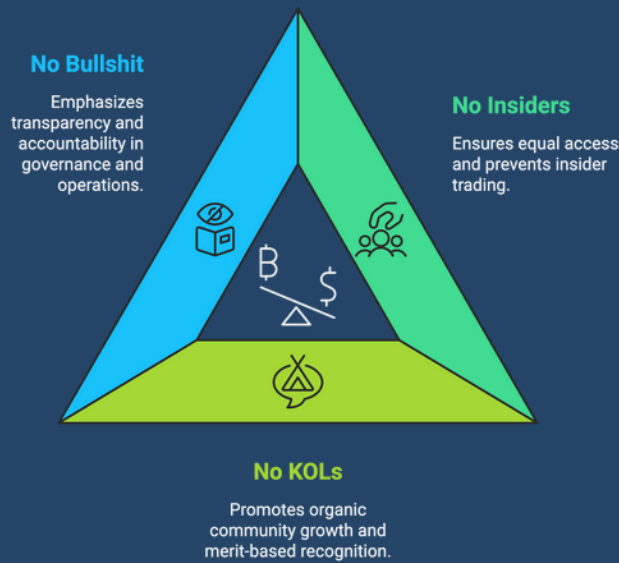 No Bullshit
Emphasizes
transparency and
accountability in
governance and
operations.
No Insiders
Ensures equal access
and prevents insider
trading.
No KOLs
Promotes organic
community growth and
merit-based recognition.